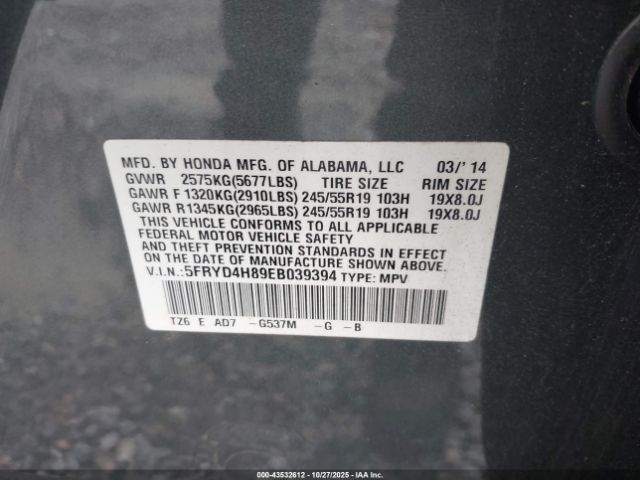 MFD. BY HONDA MFG. OF ALABAMA, LLC 03/' 14
GVWR 2575KG(5677LBS) TIRE SIZE RIM SIZE
GAWR F 1320KG(2910LBS) 245/55R19 103H 19X8.0J
GAWR R1345KG(2965LBS) 245/55R19 103H 19X8.0J
THIS VEHICLE CONFORMS TO ALL APPLICABLE
FEDERAL MOTOR VEHICLE SAFETY
AND THEFT PREVENTION STANDARDS IN EFFECT
ON THE DATE OF MANUFACTURE SHOWN ABOVE.
V.I.N.:5FRYD4H89EB039394 TYPE: MPV
TZ6 E AD7 -G537M -G -B
000-43532612 - 10/27/2025 - IAA Inc.